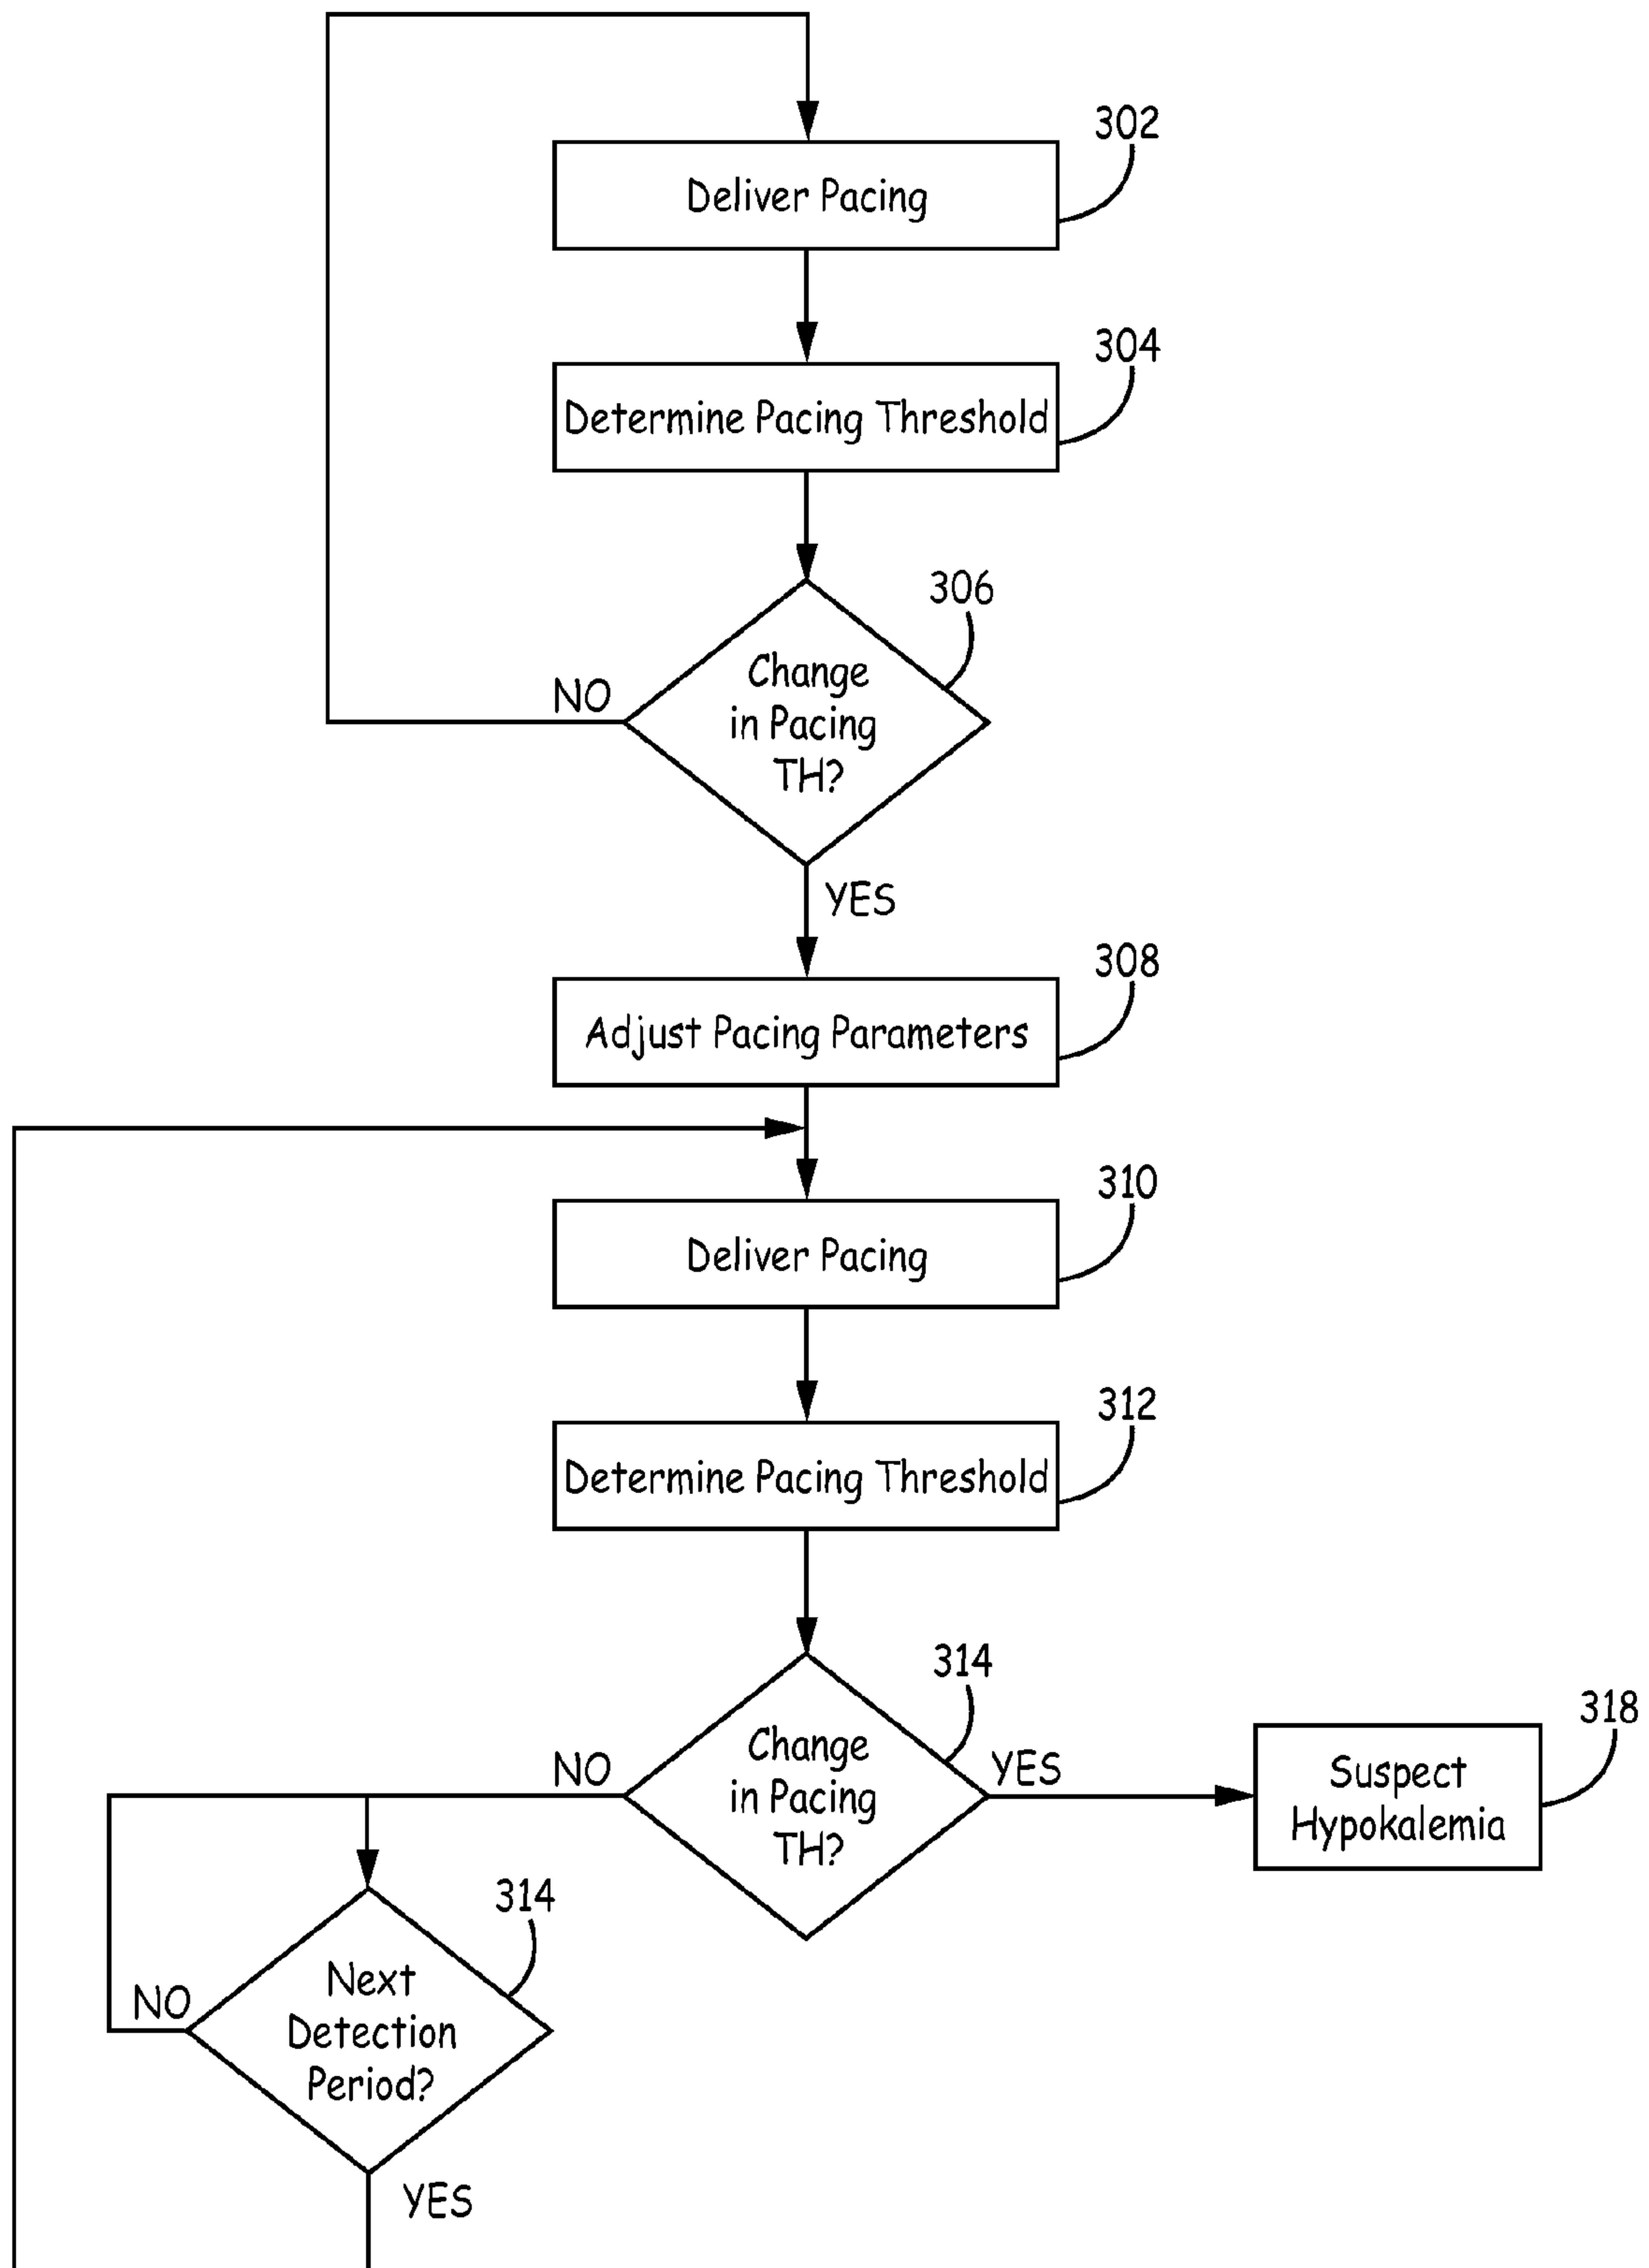 302
Deliver Pacing
304
Determine Pacing Threshold
306
Change
in Pacing
TH?
NO
YES
308
Adjust Pacing Parameters
310
Deliver Pacing
312
Determine Pacing Threshold
314
Change
in Pacing
TH?
NO
YES
318
Suspect
Hypokalemia
314
Next
Detection
Period?
NO
YES